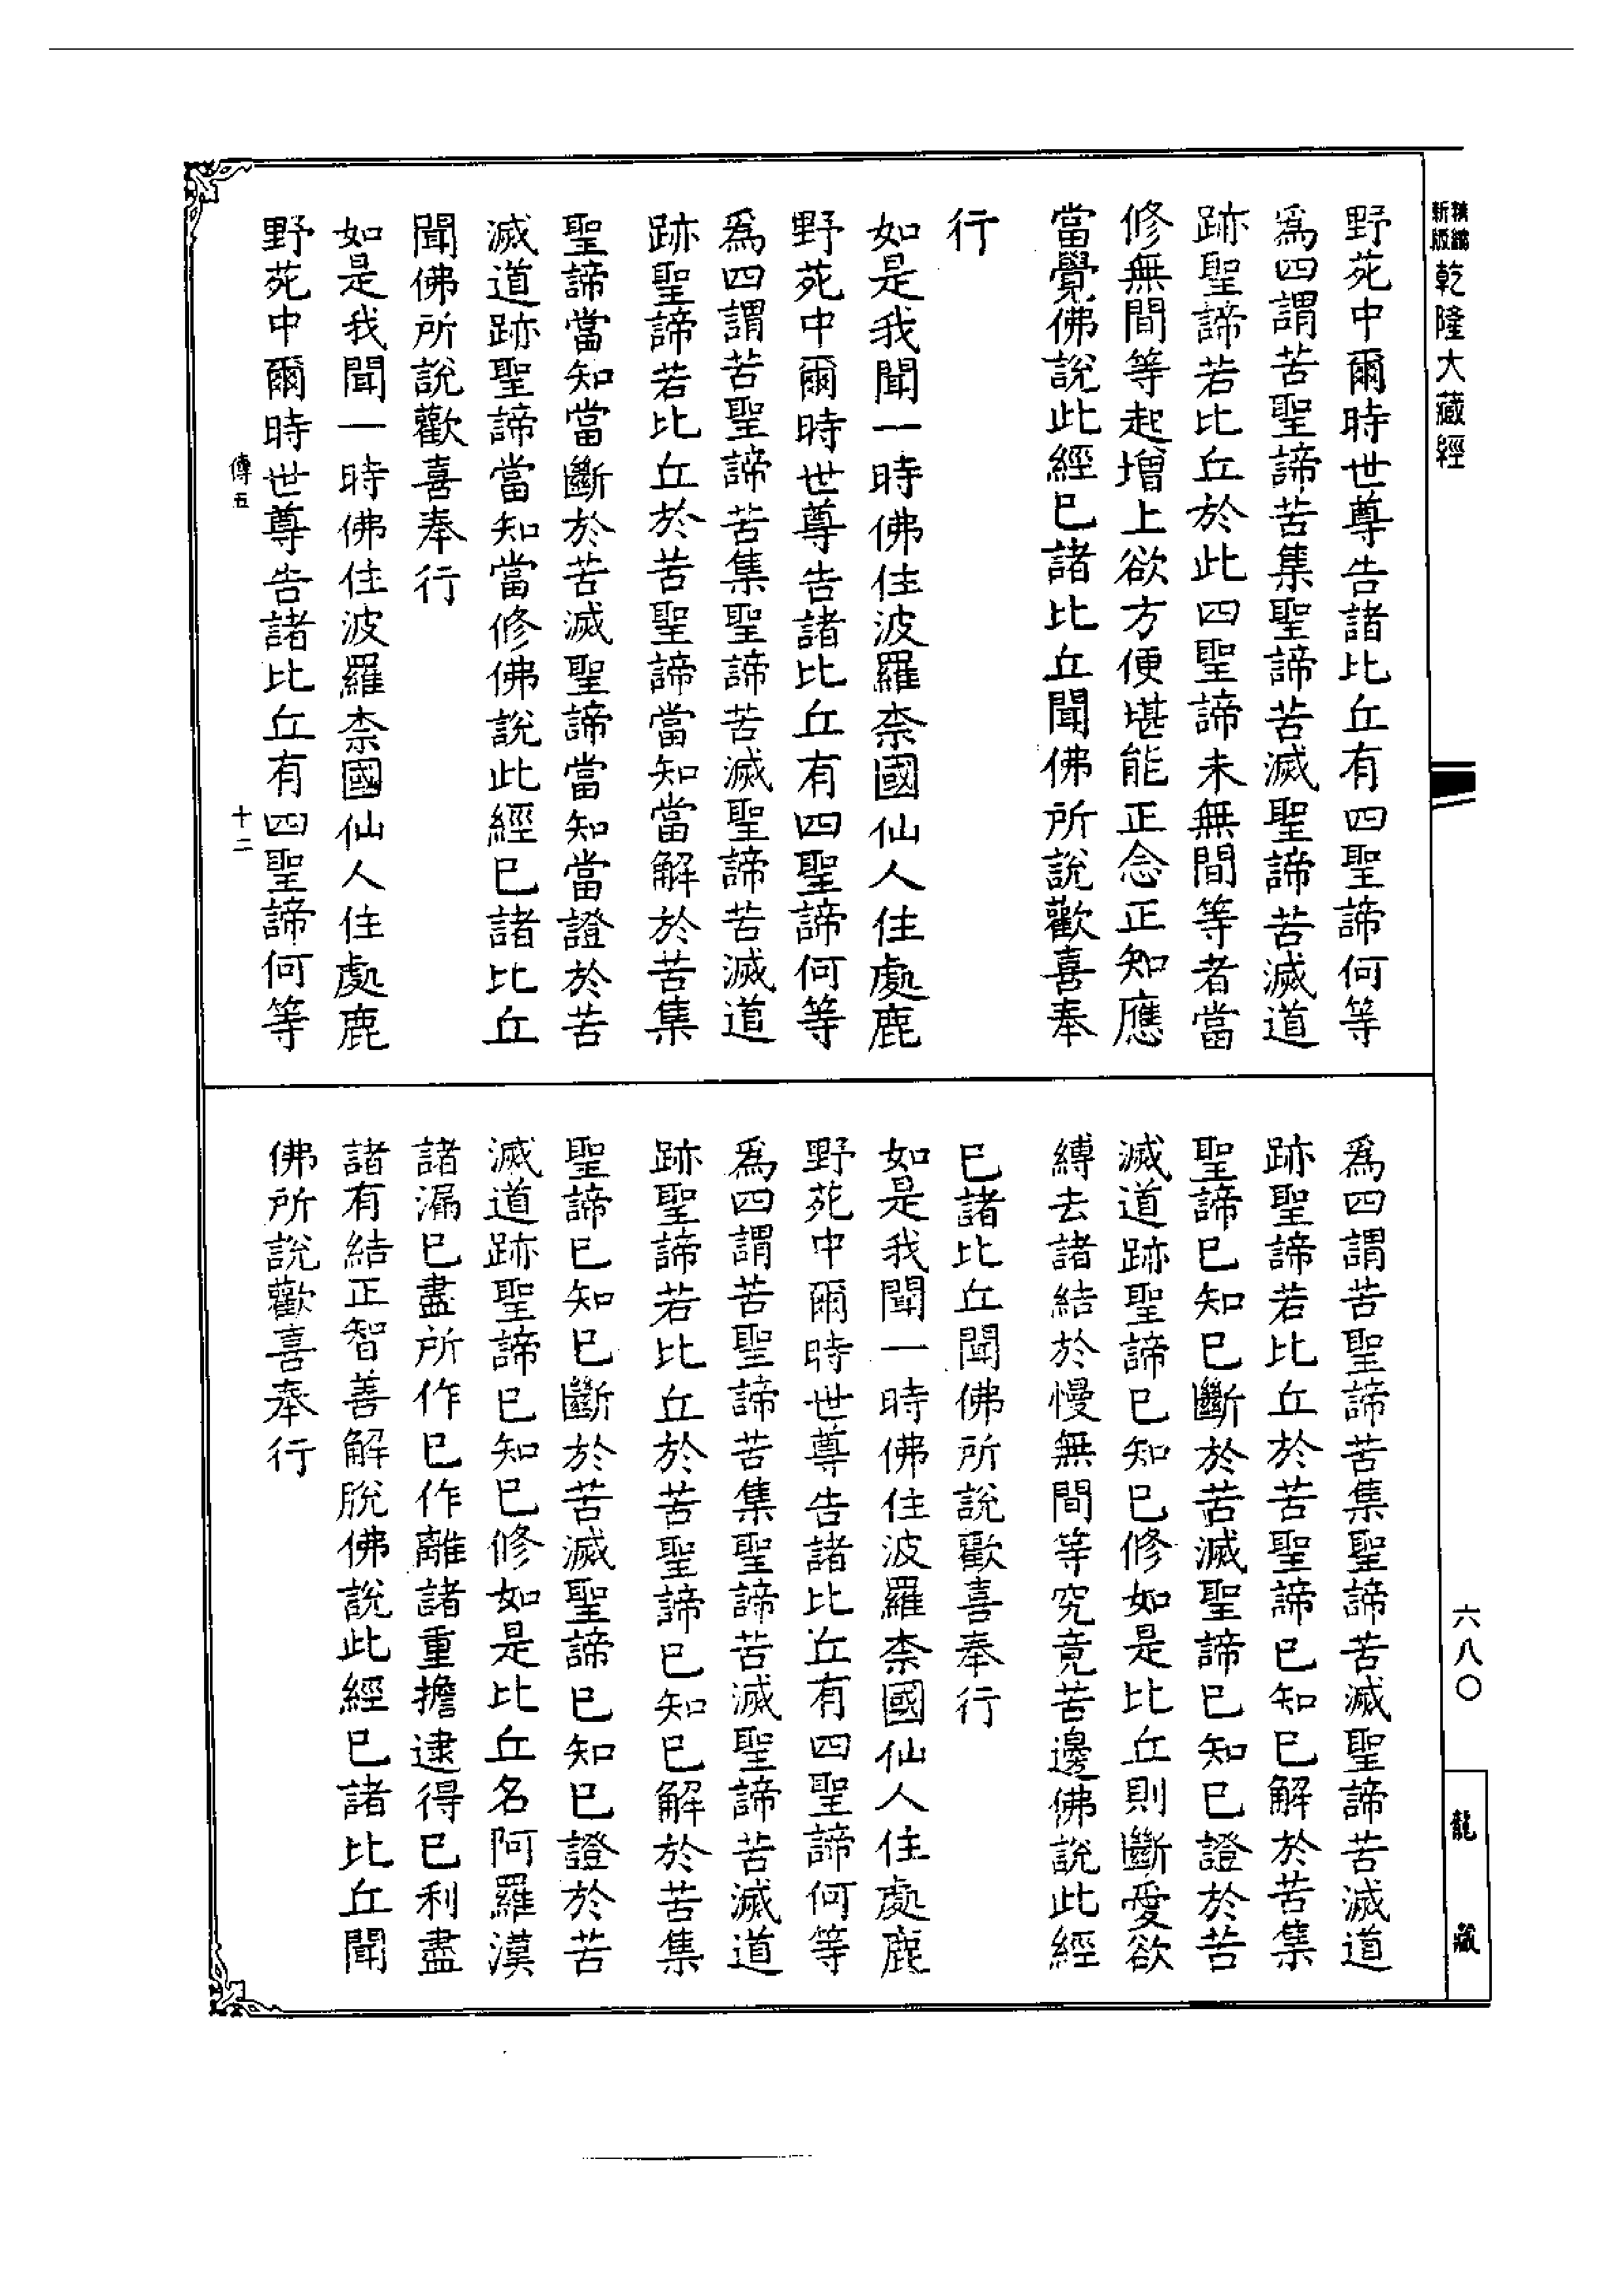 新版精編
乾隆大藏經
野苑中爾時世尊告諸比丘有四聖諦何等
爲四謂苦聖諦苦集聖諦苦滅聖諦苦滅道
跡聖諦若比丘於此四聖諦未無間等者當
修無間等起增上欲方便堪能正念正知應
當覺佛說此經已諸比丘聞佛所說歡喜奉
行
如是我聞一時佛住波羅柰國仙人住處鹿
野苑中爾時世尊告諸比丘有四聖諦何等
爲四謂苦聖諦苦集聖諦苦滅聖諦苦滅道
跡聖諦若比丘於苦聖諦當知當解於苦集
聖諦當知當斷於苦滅聖諦當知當證於苦
滅道跡聖諦當知當修佛說此經已諸比丘
聞佛所說歡喜奉行
如是我聞一時佛住波羅柰國仙人住處鹿
野苑中爾時世尊告諸比丘有四聖諦何等
傳五
十二
爲四謂苦聖諦苦集聖諦苦滅聖諦苦滅道
跡聖諦若比丘於苦聖諦已知已解於苦集
聖諦已知已斷於苦滅聖諦已知已證於苦
滅道跡聖諦已知已修如是比丘則斷愛欲
縛去諸結於慢無間等究竟苦邊佛說此經
已諸比丘聞佛所說歡喜奉行
如是我聞一時佛住波羅柰國仙人住處鹿
野苑中爾時世尊告諸比丘有四聖諦何等
爲四謂苦聖諦苦集聖諦苦滅聖諦苦滅道
跡聖諦若比丘於苦聖諦已知已解於苦集
聖諦已知已斷於苦滅聖諦已知已證於苦
滅道跡聖諦已知已修如是比丘名阿羅漢
諸漏已盡所作已作離諸重擔逮得已利盡
諸有結正智善解脫佛說此經已諸比丘聞
佛所說歡喜奉行
六八〇
龍藏